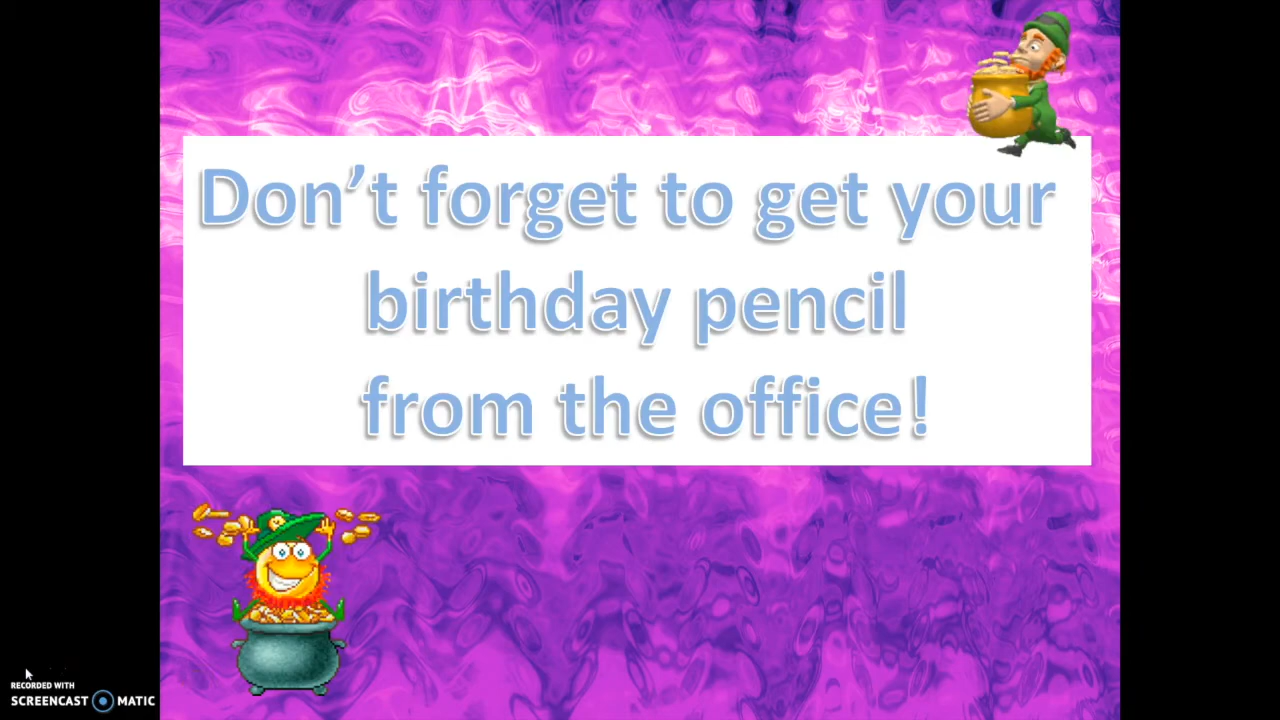 Don’t forget to get your
birthday pencil
from the office!
RECORDED WITH
SCREENCAST MATIC